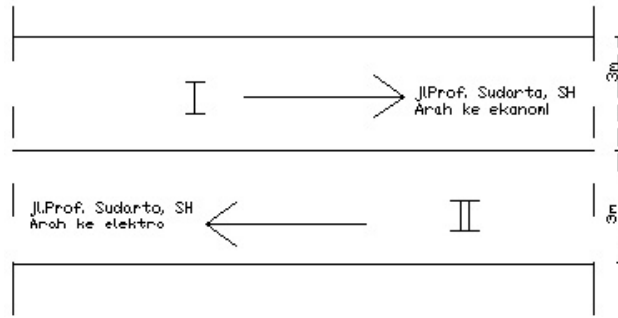 3m
I
Jl.Prof. Sudarta, SH
Arah ke ekonomi
Jl.Prof. Sudarto, SH
Arah ke elektro
II
3m